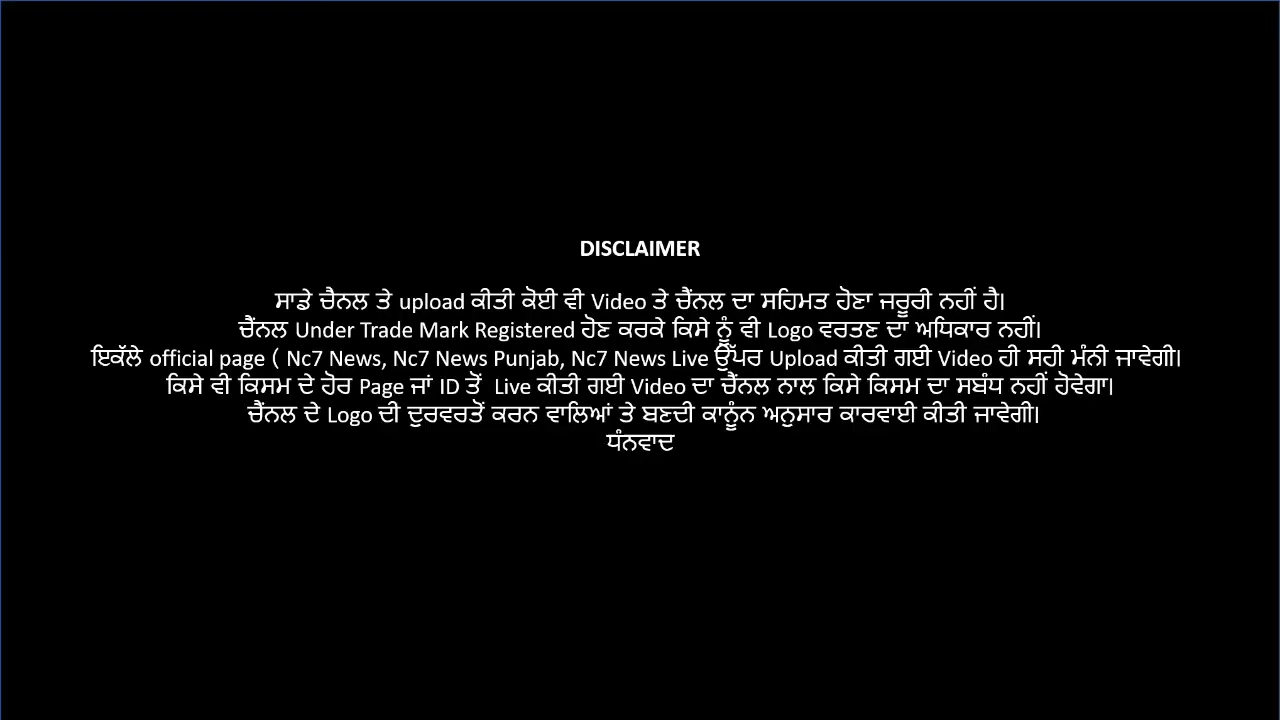 DISCLAIMER
ਸਾਡੇ ਚੈਨਲ ਤੇ upload ਕੀਤੀ ਕੋਈ ਵੀ Video ਤੇ ਚੈਂਨਲ ਦਾ ਸਹਿਮਤ ਹੋਣਾ ਜਰੂਰੀ ਨਹੀਂ ਹੈ।
ਚੈਂਨਲ Under Trade Mark Registered ਹੋਣ ਕਰਕੇ ਕਿਸੇ ਨੂੰ ਵੀ Logo ਵਰਤਣ ਦਾ ਅਧਿਕਾਰ ਨਹੀਂ।
ਇਕੱਲੇ official page ( Nc7 News, Nc7 News Punjab, Nc7 News Live ਉੱਪਰ Upload ਕੀਤੀ ਗਈ Video ਹੀ ਸਹੀ ਮੰਨੀ ਜਾਵੇਗੀ।
ਕਿਸੇ ਵੀ ਕਿਸਮ ਦੇ ਹੋਰ Page ਜਾਂ ID ਤੋਂ Live ਕੀਤੀ ਗਈ Video ਦਾ ਚੈਂਨਲ ਨਾਲ ਕਿਸੇ ਕਿਸਮ ਦਾ ਸਬੰਧ ਨਹੀਂ ਹੋਵੇਗਾ।
ਚੈਂਨਲ ਦੇ Logo ਦੀ ਦੁਰਵਰਤੋਂ ਕਰਨ ਵਾਲਿਆਂ ਤੇ ਬਣਦੀ ਕਾਨੂੰਨ ਅਨੁਸਾਰ ਕਾਰਵਾਈ ਕੀਤੀ ਜਾਵੇਗੀ।
ਧੰਨਵਾਦ